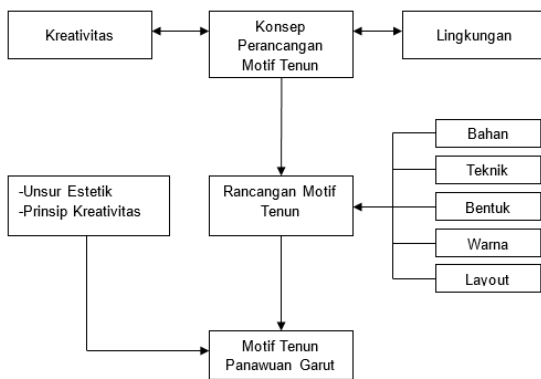 Kreativitas
Konsep
Perancangan
Motif Tenun
Lingkungan
Bahan
Teknik
Bentuk
Warna
Layout
-Unsur Estetik
-Prinsip Kreativitas
Rancangan Motif
Tenun
Motif Tenun
Panawuan Garut